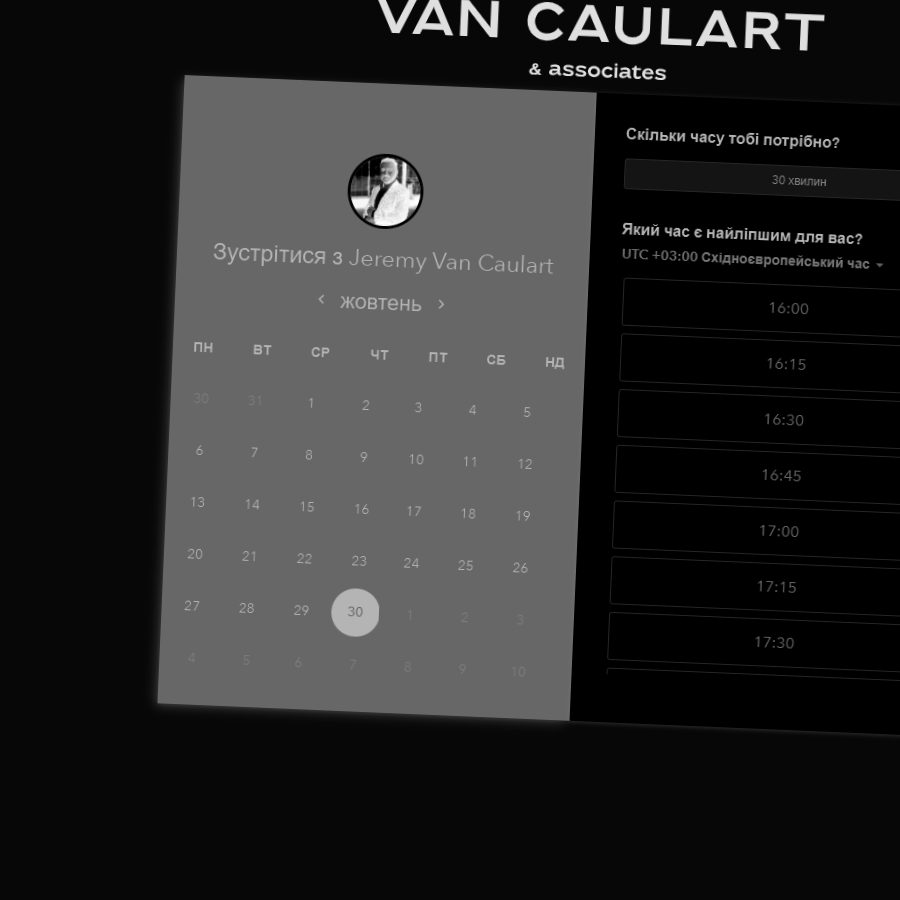 VAN CAULART
& associates
Зустрітися з Jeremy Van Caulart
жовтень
ПН ВТ СР ЧТ ПТ СБ НД
30 31 1 2 3 4 5
6 7 8 9 10 11 12
13 14 15 16 17 18 19
20 21 22 23 24 25 26
27 28 29 30 1 2 3
4 5 6 7 8 9 10
Скільки часу тобі потрібно?
30 хвилин
Який час є найліпшим для вас?
UTC +03:00 Східноєвропейський час
16:00
16:15
16:30
16:45
17:00
17:15
17:30